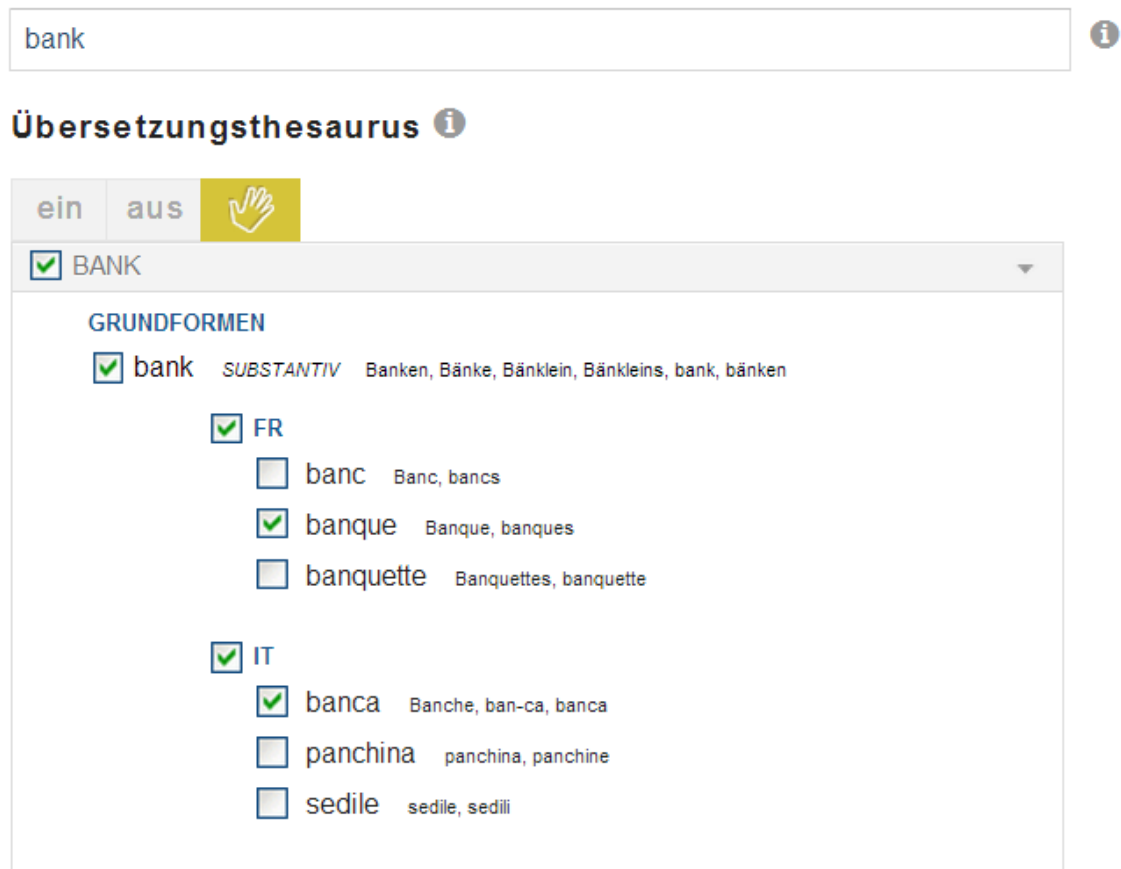 bank
Übersetzungsthesaurus
ein aus
BANK
GRUNDFORMEN
bank SUBSTANTIV Banken, Bänke, Bänklein, Bänkleins, bank, bänken
FR
banc Banc, bancs
banque Banque, banques
banquette Banquettes, banquette
IT
banca Banche, ban-ca, banca
panchina panchina, panchine
sedile sedile, sedili